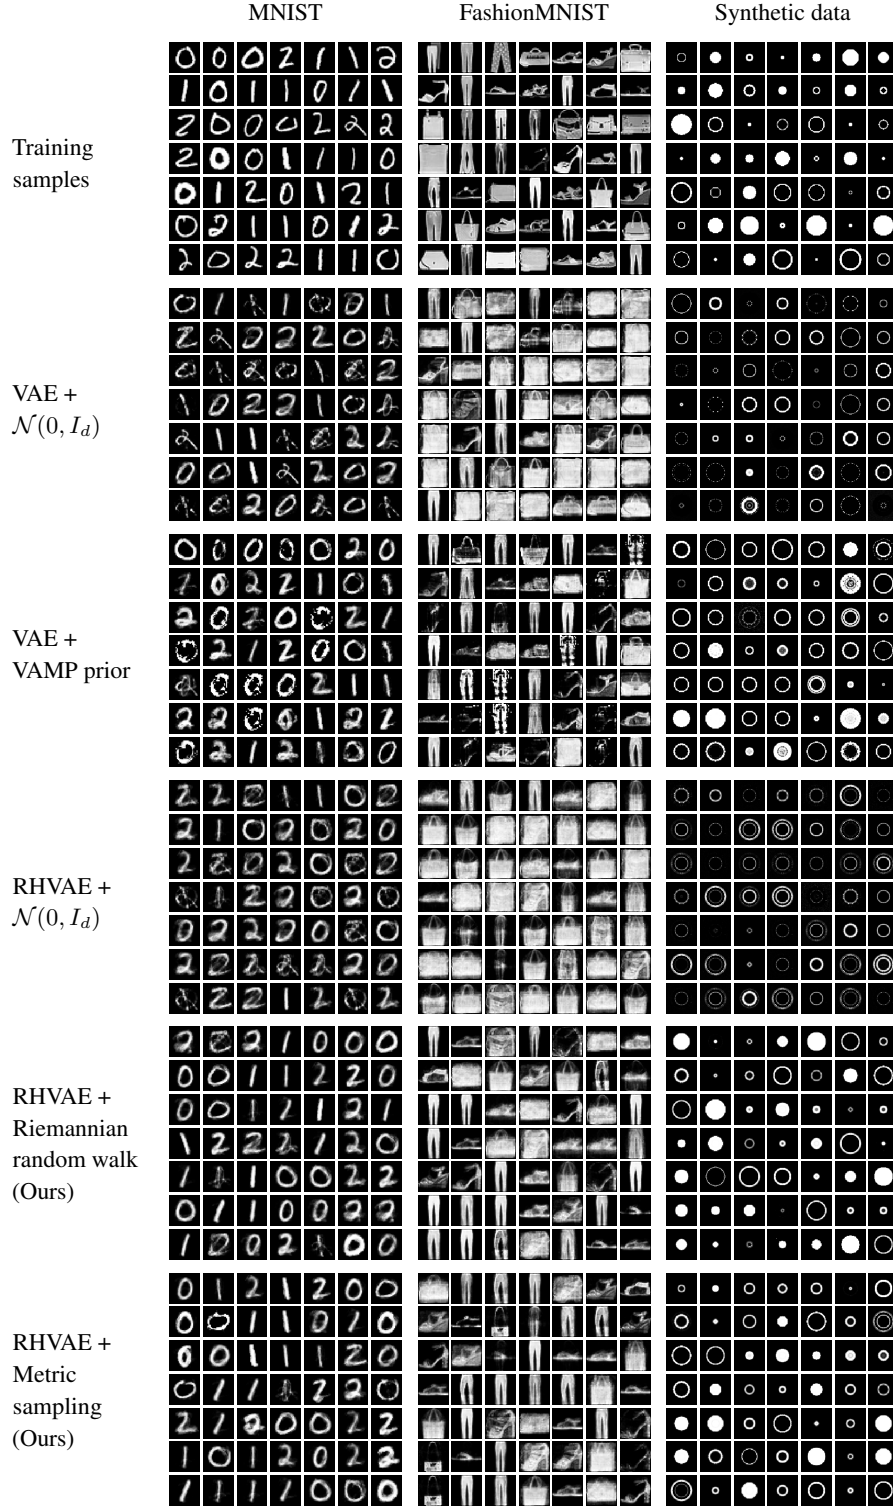 MNIST FashionMNIST Synthetic data
Training
samples
VAE +
𝒩(0, I_d)
VAE +
VAMP prior
RHVAE +
𝒩(0, I_d)
RHVAE +
Riemannian
random walk
(Ours)
RHVAE +
Metric
sampling
(Ours)